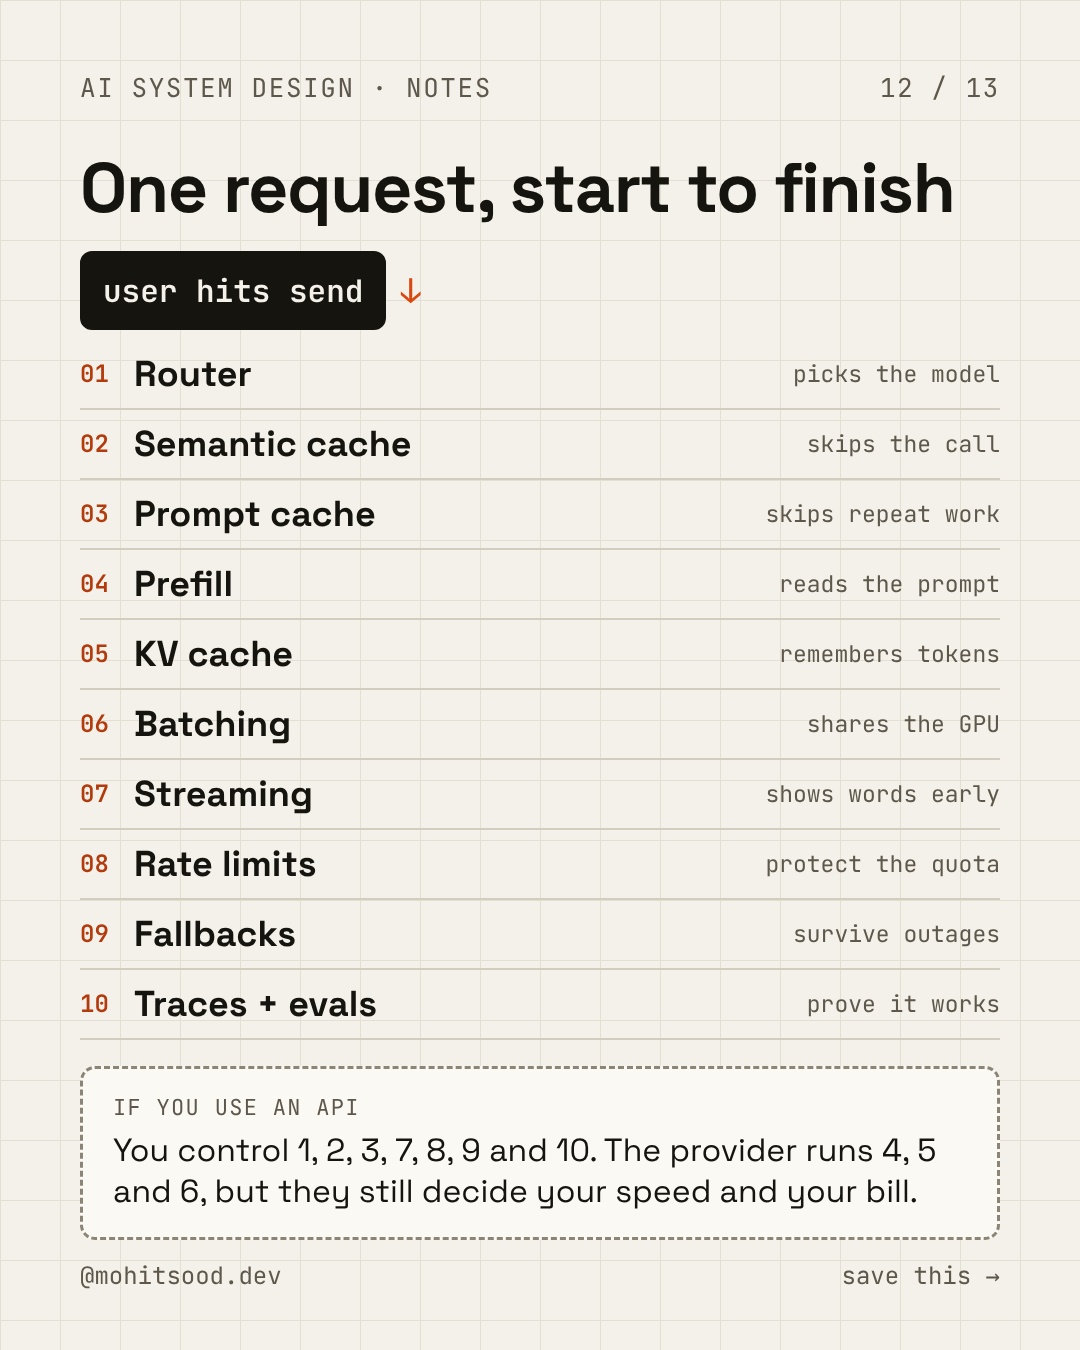 AI SYSTEM DESIGN · NOTES 12 / 13
One request, start to finish
user hits send ↓
01 Router picks the model
02 Semantic cache skips the call
03 Prompt cache skips repeat work
04 Prefill reads the prompt
05 KV cache remembers tokens
06 Batching shares the GPU
07 Streaming shows words early
08 Rate limits protect the quota
09 Fallbacks survive outages
10 Traces + evals prove it works
IF YOU USE AN API
You control 1, 2, 3, 7, 8, 9 and 10. The provider runs 4, 5
and 6, but they still decide your speed and your bill.
@mohitsood.dev save this →